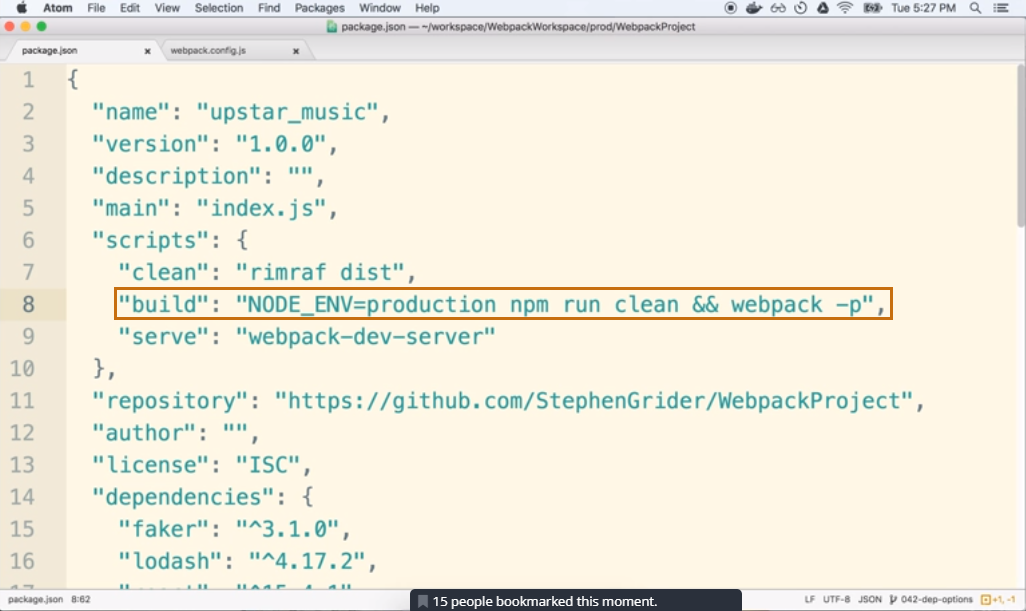 Atom File Edit View Selection Find Packages Window Help Tue 5:27 PM
package.json — ~/workspace/WebpackWorkspace/prod/WebpackProject
package.json × webpack.config.js ×
1 {
2 "name": "upstar_music",
3 "version": "1.0.0",
4 "description": "",
5 "main": "index.js",
6 "scripts": {
7 "clean": "rimraf dist",
8 "build": "NODE_ENV=production npm run clean && webpack -p",
9 "serve": "webpack-dev-server"
10 },
11 "repository": "https://github.com/StephenGrider/WebpackProject",
12 "author": "",
13 "license": "ISC",
14 "dependencies": {
15 "faker": "^3.1.0",
16 "lodash": "^4.17.2",
package.json 8:62 LF UTF-8 JSON 042-dep-options +1, -1
15 people bookmarked this moment.